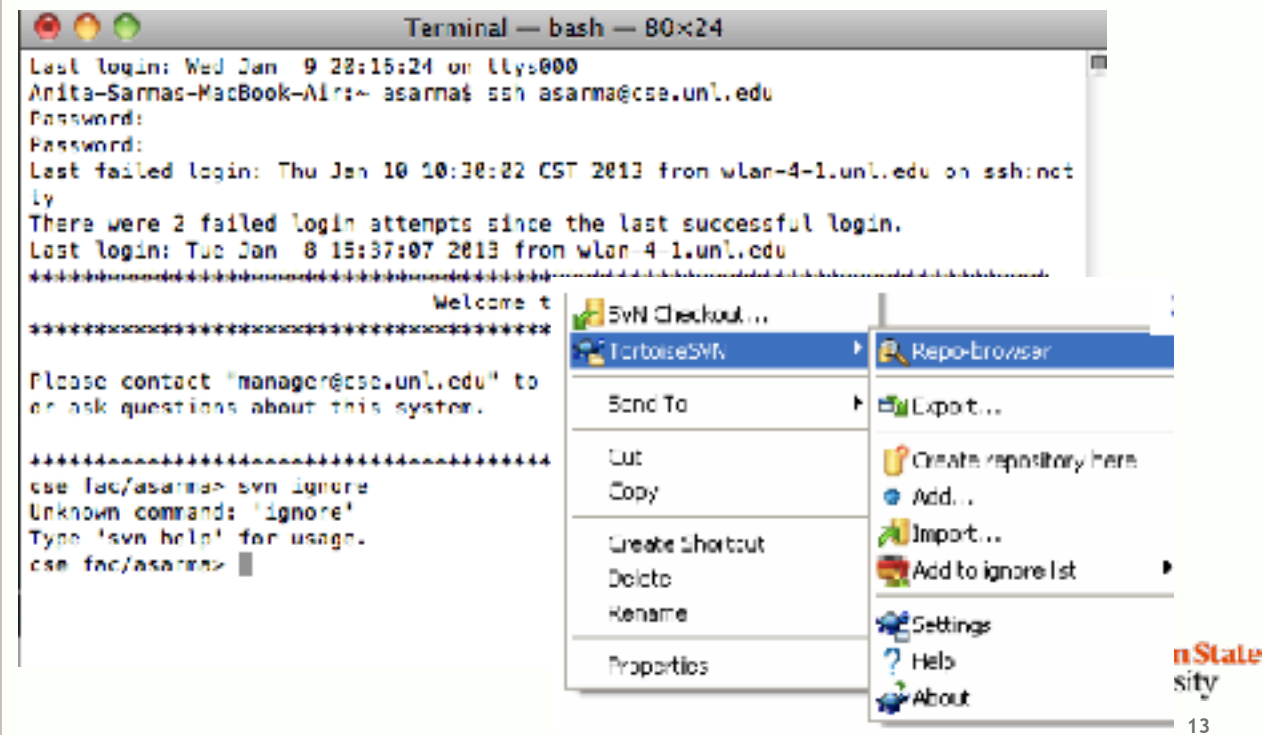 Terminal — bash — 80×24
Last login: Wed Jan 9 20:16:24 on ttys000
Anita-Sarmas-MacBook-Air:~ asarma$ ssh asarma@cse.unl.edu
Password:
Password:
Last failed login: Thu Jan 10 10:30:02 CST 2013 from wlan-4-1.unl.edu on ssh:not
ty
There were 2 failed login attempts since the last successful login.
Last login: Tue Jan 8 15:37:07 2013 from wlan-4-1.unl.edu
Welcome t
Please contact "manager@cse.unl.edu" to
or ask questions about this system.
cse fac/asarma> svn ignore
Unknown command: 'ignore'
Type 'svn help' for usage.
cse fac/asarma>
SVN Checkout...
TortoiseSVN
Send To
Cut
Copy
Create Shortcut
Delete
Rename
Properties
Repo-browser
Export...
Create repository here
Add...
Import...
Add to ignore list
Settings
Help
About
n State
sity
13